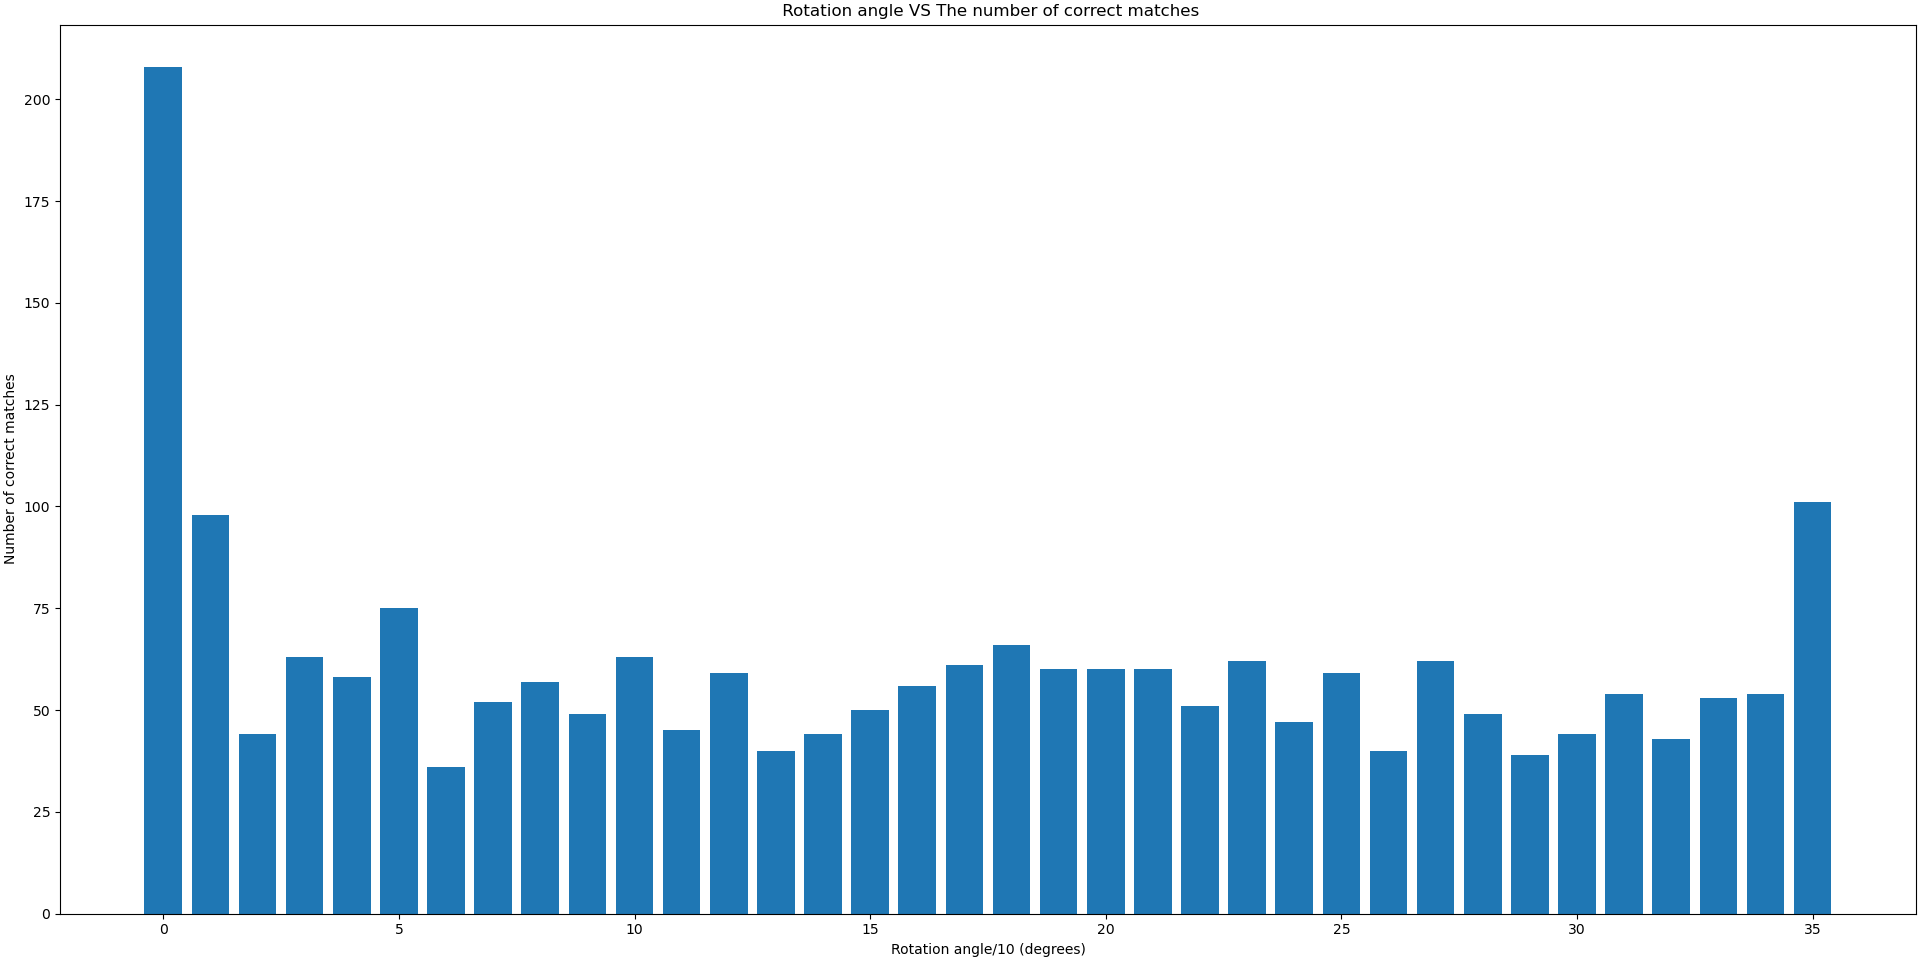 Rotation angle VS The number of correct matches
Number of correct matches
200
175
150
125
100
75
50
25
0
0 5 10 15 20 25 30 35
Rotation angle/10 (degrees)